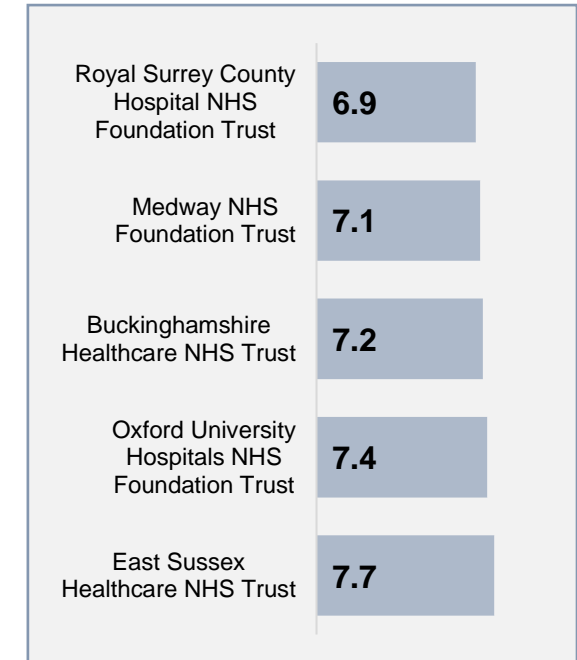 Royal Surrey County
Hospital NHS
Foundation Trust
6.9
Medway NHS
Foundation Trust
7.1
Buckinghamshire
Healthcare NHS Trust
7.2
Oxford University
Hospitals NHS
Foundation Trust
7.4
East Sussex
Healthcare NHS Trust
7.7